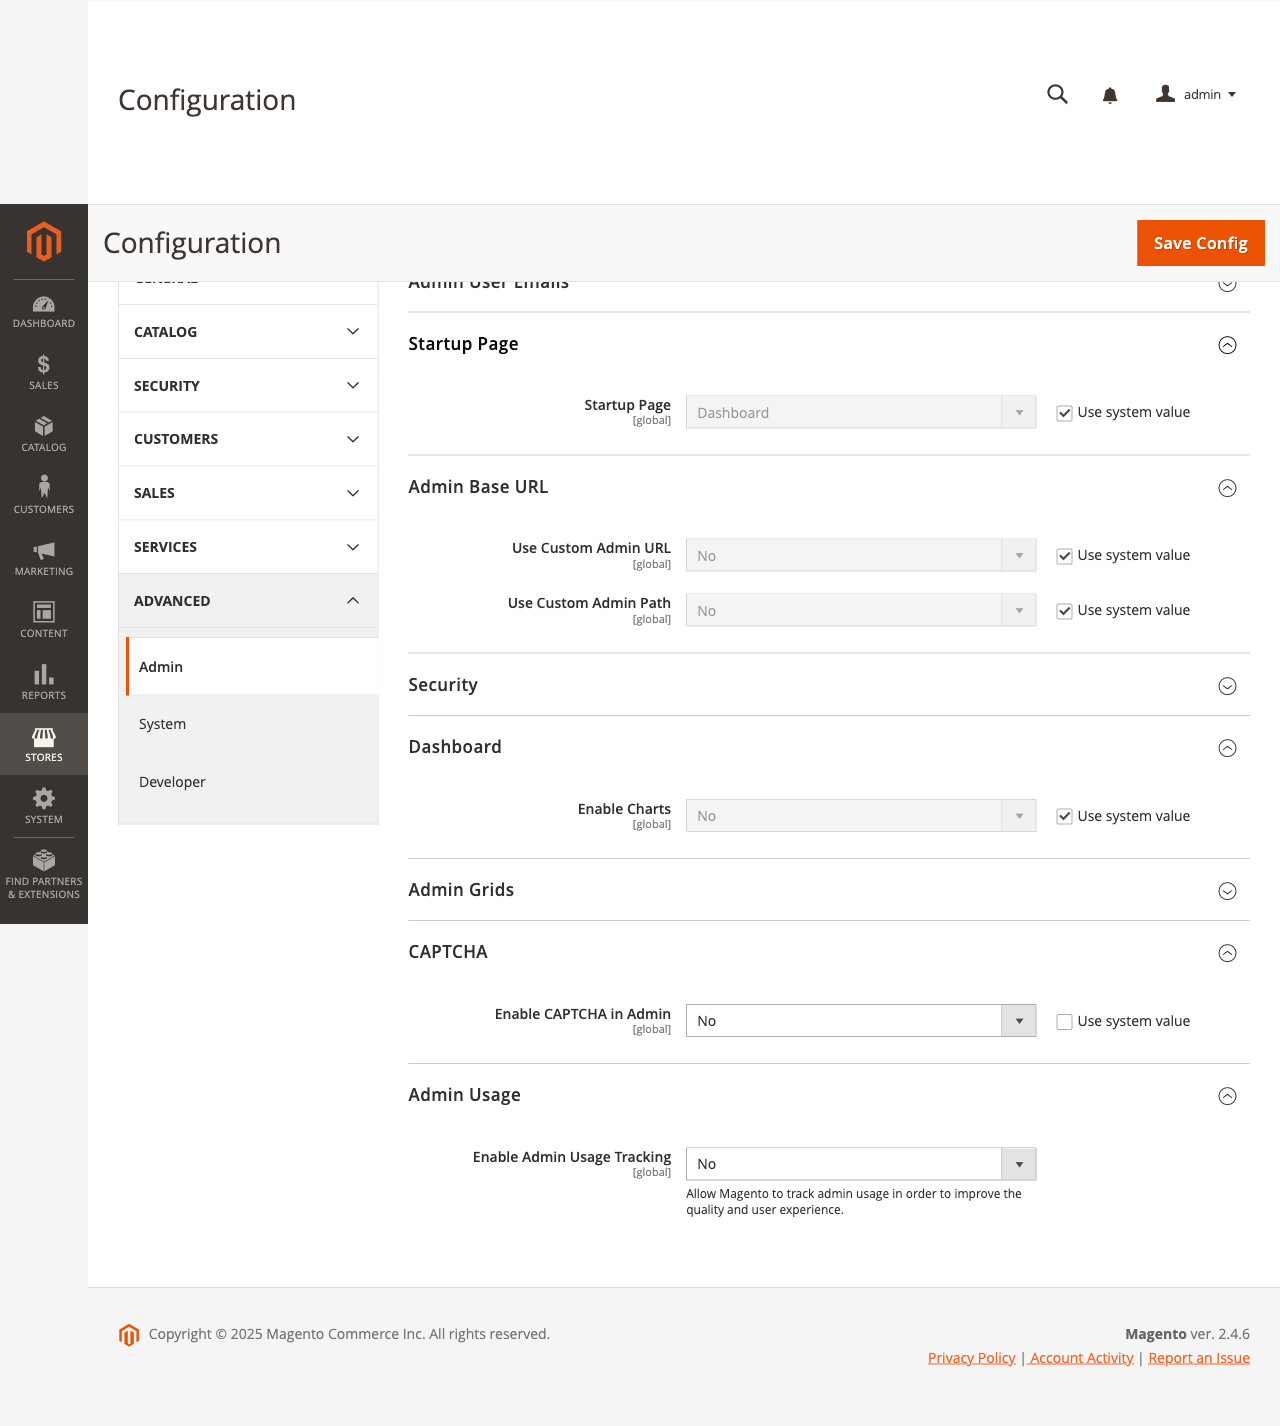 Configuration
admin
Configuration
Save Config
DASHBOARD
SALES
CATALOG
CUSTOMERS
MARKETING
CONTENT
REPORTS
STORES
SYSTEM
FIND PARTNERS
& EXTENSIONS
GENERAL
CATALOG
SECURITY
CUSTOMERS
SALES
SERVICES
ADVANCED
Admin
System
Developer
Admin User Emails
Startup Page
Startup Page
[global]
Dashboard
Use system value
Admin Base URL
Use Custom Admin URL
[global]
No
Use system value
Use Custom Admin Path
[global]
No
Use system value
Security
Dashboard
Enable Charts
[global]
No
Use system value
Admin Grids
CAPTCHA
Enable CAPTCHA in Admin
[global]
No
Use system value
Admin Usage
Enable Admin Usage Tracking
[global]
No
Allow Magento to track admin usage in order to improve the
quality and user experience.
Copyright © 2025 Magento Commerce Inc. All rights reserved.
Magento ver. 2.4.6
Privacy Policy | Account Activity | Report an Issue